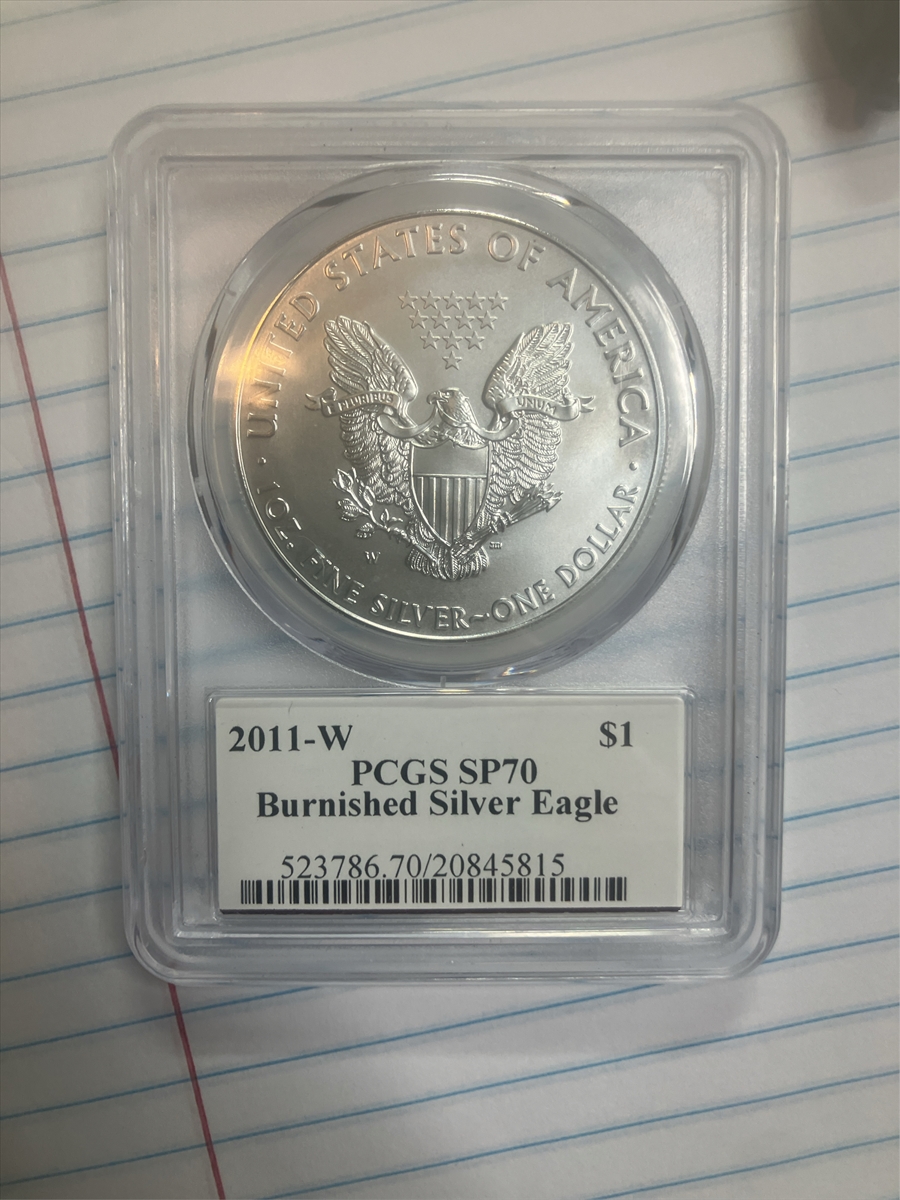 UNITED STATES OF AMERICA
PLURIBUS UNUM
W
1 OZ. FINE SILVER~ONE DOLLAR
2011-W $1
PCGS SP70
Burnished Silver Eagle
523786.70/20845815